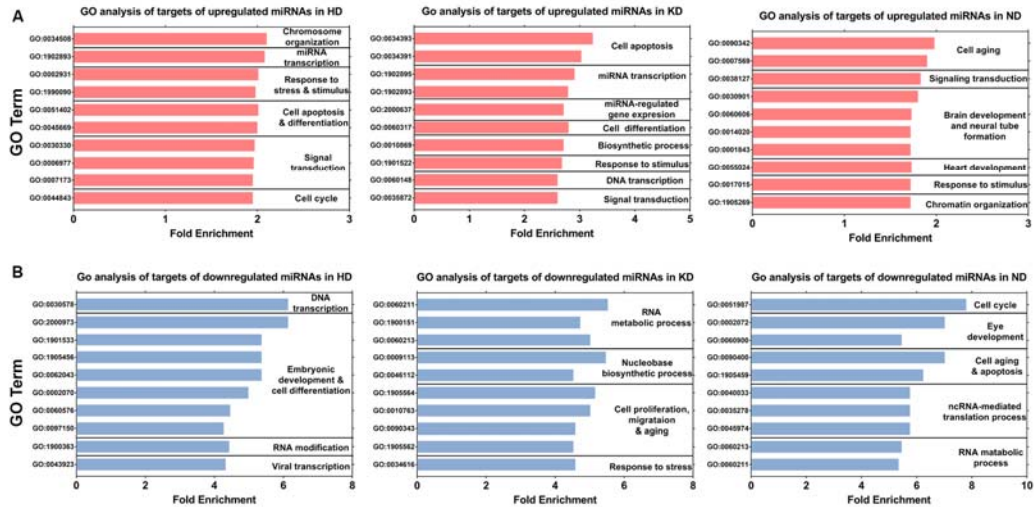 A
GO analysis of targets of upregulated miRNAs in HD
GO Term
GO:0034508
GO:1902893
GO:0002931
GO:1990090
GO:0051402
GO:0045669
GO:0030330
GO:0006977
GO:0007173
GO:0044843
Chromosome
organization
miRNA
transcription
Response to
stress & stimulus
Cell apoptosis
& differentiation
Signal
transduction
Cell cycle
0 1 2 3
Fold Enrichment
GO analysis of targets of upregulated miRNAs in KD
GO:0034393
GO:0034391
GO:1902895
GO:1902893
GO:2000637
GO:0060317
GO:0010869
GO:1901522
GO:0060148
GO:0035872
Cell apoptosis
miRNA transcription
miRNA-regulated
gene expresion
Cell differentiation
Biosynthetic process
Response to stimulus
DNA transcription
Signal transduction
0 1 2 3 4 5
Fold Enrichment
GO analysis of targets of upregulated miRNAs in ND
GO:0090342
GO:0007569
GO:0038127
GO:0030901
GO:0060606
GO:0014020
GO:0001843
GO:0055024
GO:0017015
GO:1905269
Cell aging
Signaling transduction
Brain development
and neural tube
formation
Heart development
Response to stimulus
Chromatin organization
0 1 2 3
Fold Enrichment
B
Go analysis of targets of downregulated miRNAs in HD
GO Term
GO:0030578
GO:2000973
GO:1901533
GO:1905456
GO:0062043
GO:0002070
GO:0060576
GO:0097150
GO:1900363
GO:0043923
DNA
transcription
Embryonic
development &
cell differentiation
RNA modification
Viral transcription
0 2 4 6 8
Fold Enrichment
Go analysis of targets of downregulated miRNAs in KD
GO:0060211
GO:1900151
GO:0060213
GO:0009113
GO:0046112
GO:1905564
GO:0010763
GO:0090343
GO:1905562
GO:0034616
RNA
metabolic process
Nucleobase
biosynthetic process
Cell proliferation,
migrataion
& aging
Response to stress
0 2 4 6 8
Fold Enrichment
Go analysis of targets of downregulated miRNAs in ND
GO:0051987
GO:0002072
GO:0060900
GO:0090400
GO:1905459
GO:0040033
GO:0035278
GO:0045974
GO:0060213
GO:0060211
Cell cycle
Eye
development
Cell aging
& apoptosis
ncRNA-mediated
translation process
RNA matabolic
process
0 2 4 6 8 10
Fold Enrichment